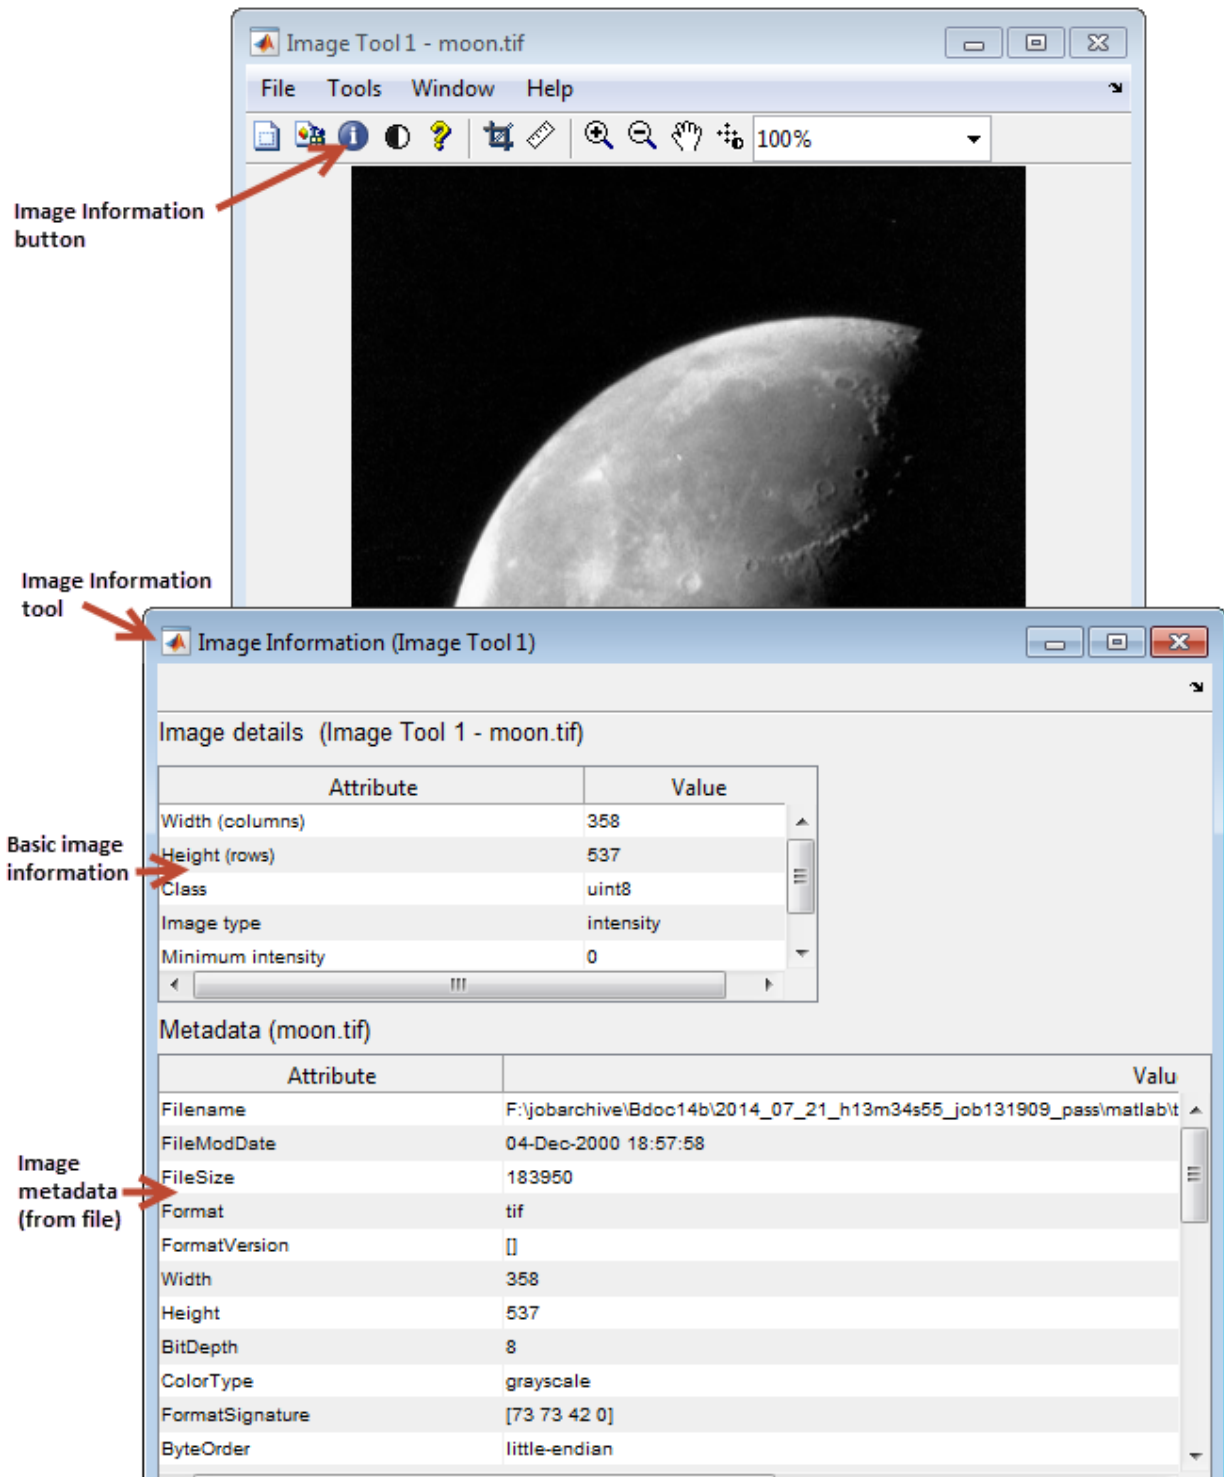 Image Tool 1 - moon.tif
File Tools Window Help
100%
Image Information
button
Image Information
tool
Image Information (Image Tool 1)
Image details (Image Tool 1 - moon.tif)
Attribute Value
Width (columns) 358
Basic image
information
Height (rows) 537
Class uint8
Image type intensity
Minimum intensity 0
Metadata (moon.tif)
Attribute Valu
Filename F:\jobarchive\Bdoc14b\2014_07_21_h13m34s55_job131909_pass\matlab\t
FileModDate 04-Dec-2000 18:57:58
Image
metadata
(from file)
FileSize 183950
Format tif
FormatVersion []
Width 358
Height 537
BitDepth 8
ColorType grayscale
FormatSignature [73 73 42 0]
ByteOrder little-endian